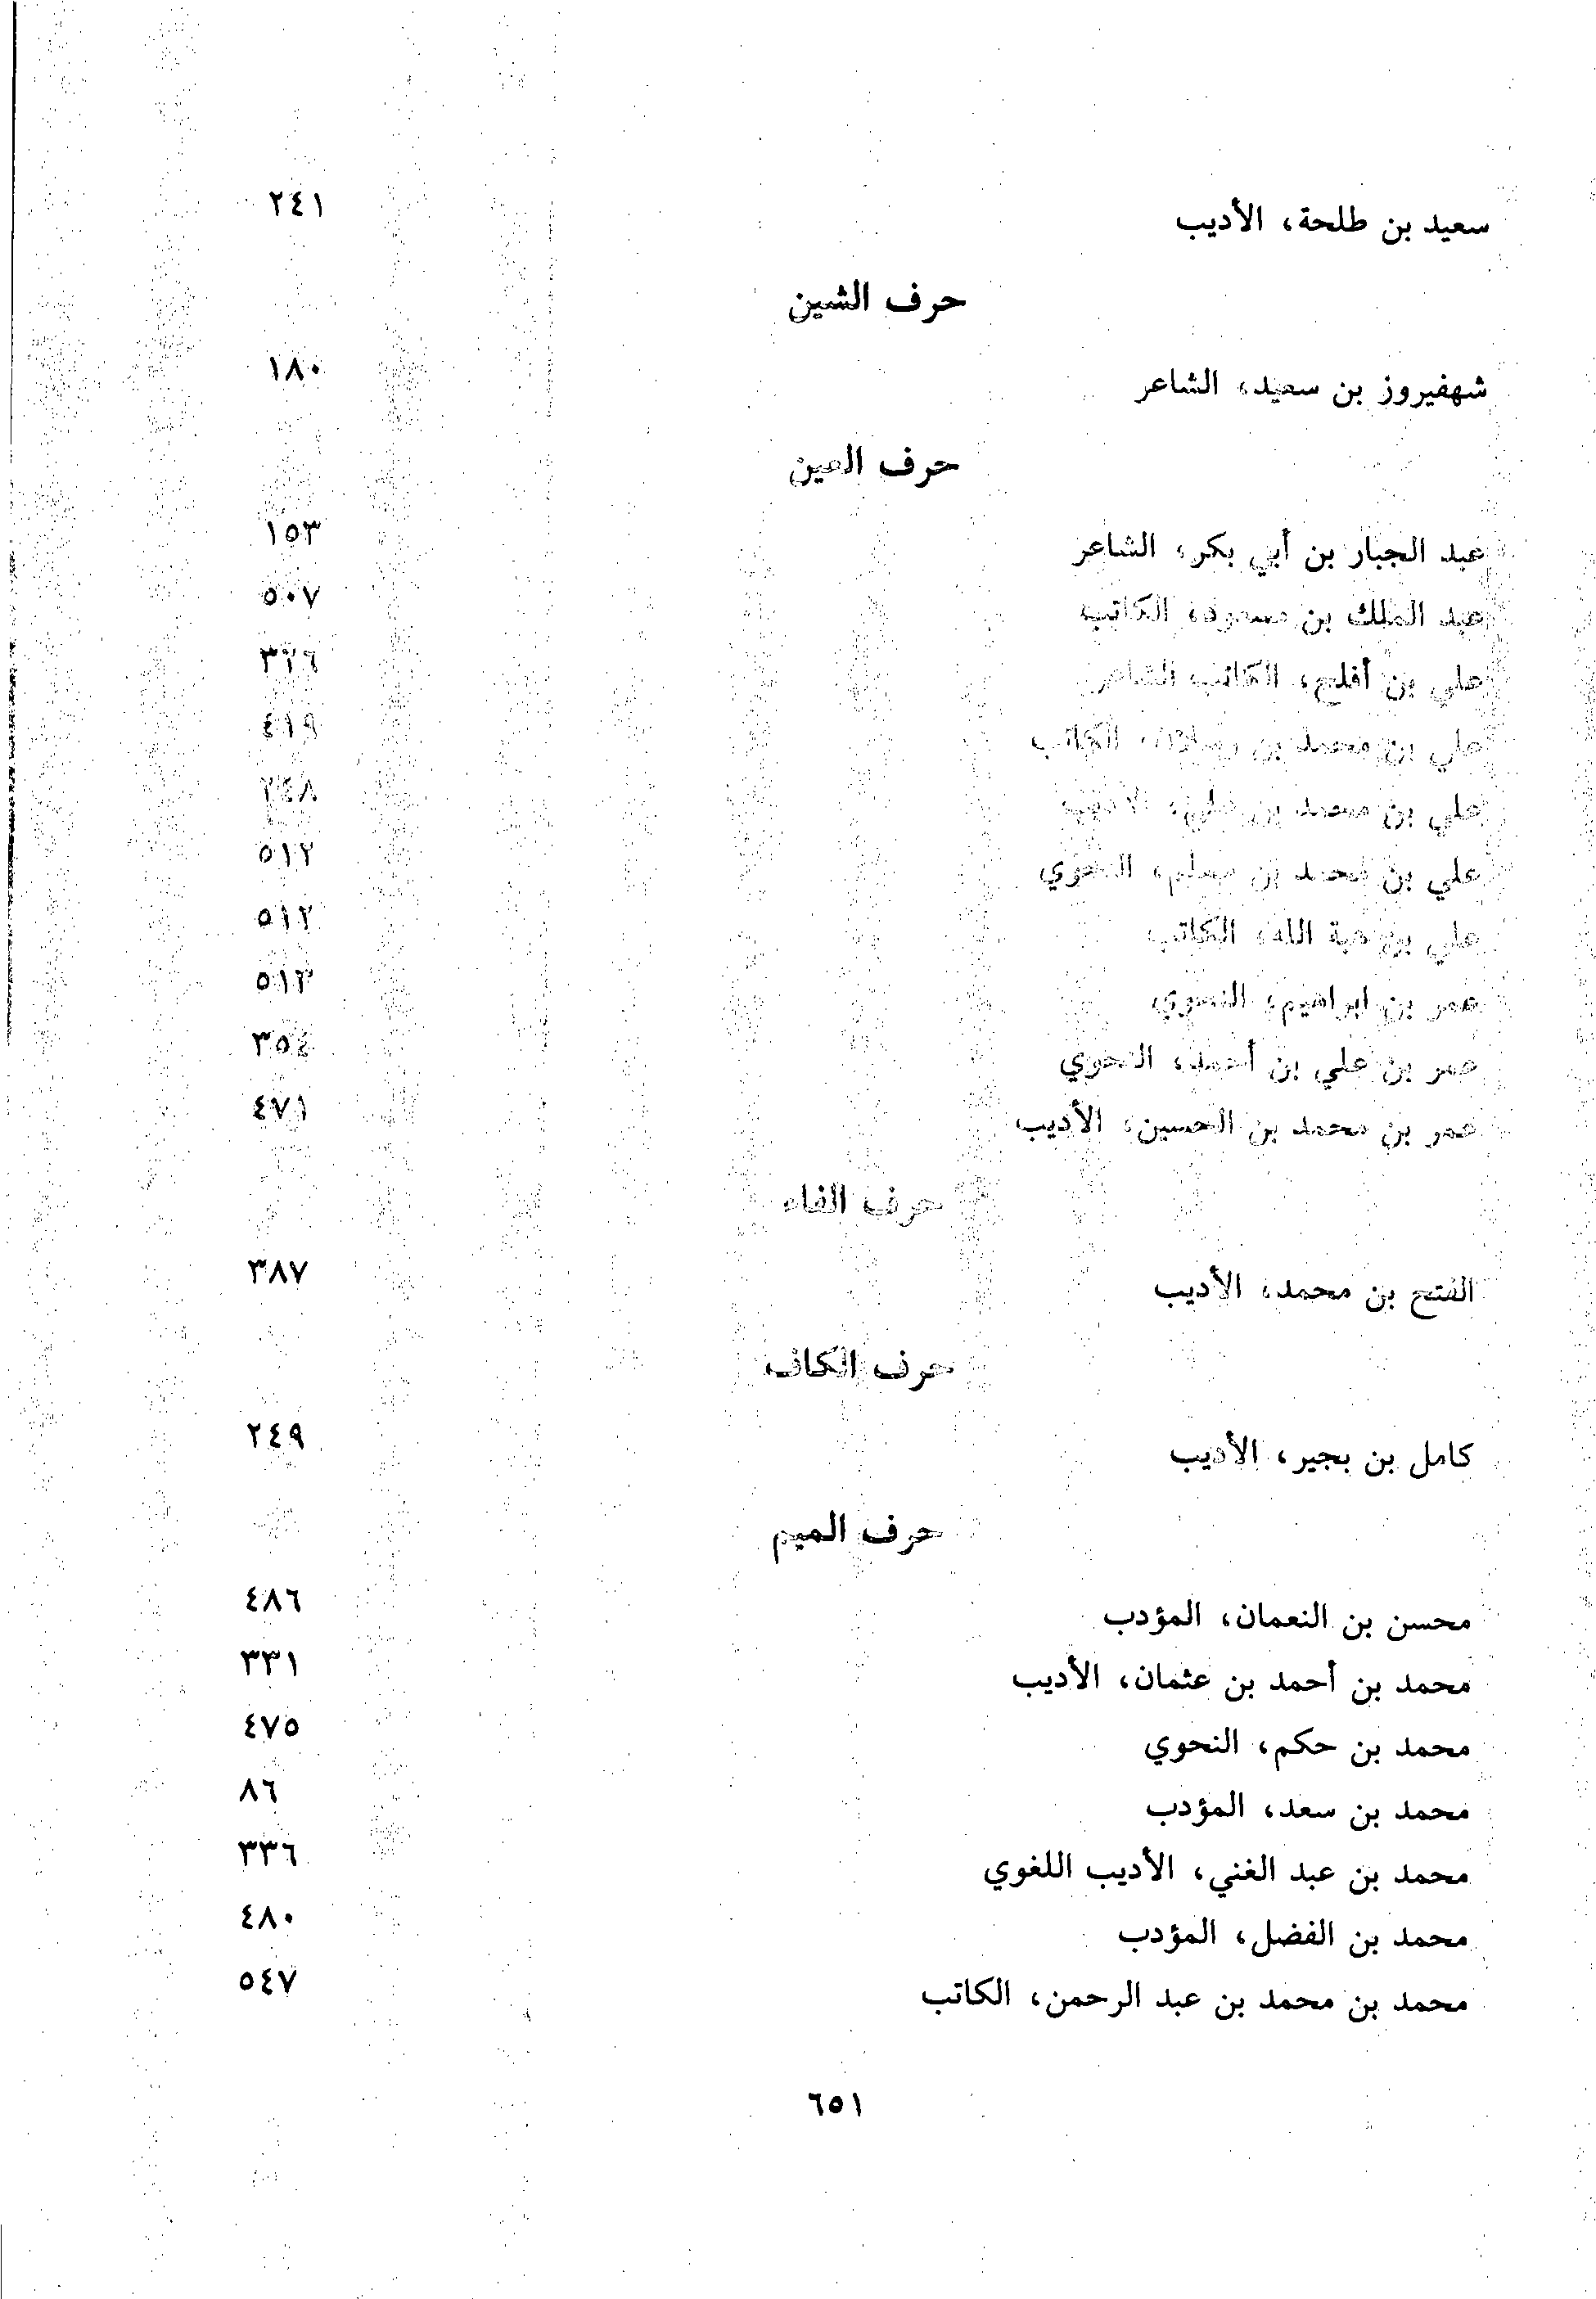 سعيد بن طلحة، الأديب ٢٤١
حرف الشين
شهفيروز بن سعيد، الشاعر ١٨٠
حرف العين
عبد الجبار بن أبي بكر، الشاعر ١٥٣
عبد الملك بن مسعود، الكاتب ٥٠٧
علي بن أفلح، الكاتب الشاعر
علي بن محمد بن الكاتب ٤١٩
علي بن محمد بن علي، الأديب ٢٤٨
علي بن محمد بن مسلم، النحوي ٥١٢
علي بن هبة الله، الكاتب ٥١٢
عمر بن ابراهيم، النحوي ٥١٣
عمر بن علي بن أحمد، النحوي ٣٥٤
عمر بن محمد بن الحسين، الأديب ٤٧١
حرف الفاء
الفتح بن محمد، الأديب ٣٨٧
حرف الكاف
كامل بن بجير، الأديب ٢٤٩
حرف الميم
محسن بن النعمان، المؤدب ٤٨٦
محمد بن أحمد بن عثمان، الأديب ٣٣١
محمد بن حكم، النحوي ٤٧٥
محمد بن سعد، المؤدب ٨٦
محمد بن عبد الغني، الأديب اللغوي ٣٣٦
محمد بن الفضل، المؤدب ٤٨٠
محمد بن محمد بن عبد الرحمن، الكاتب ٥٤٧
٦٥١